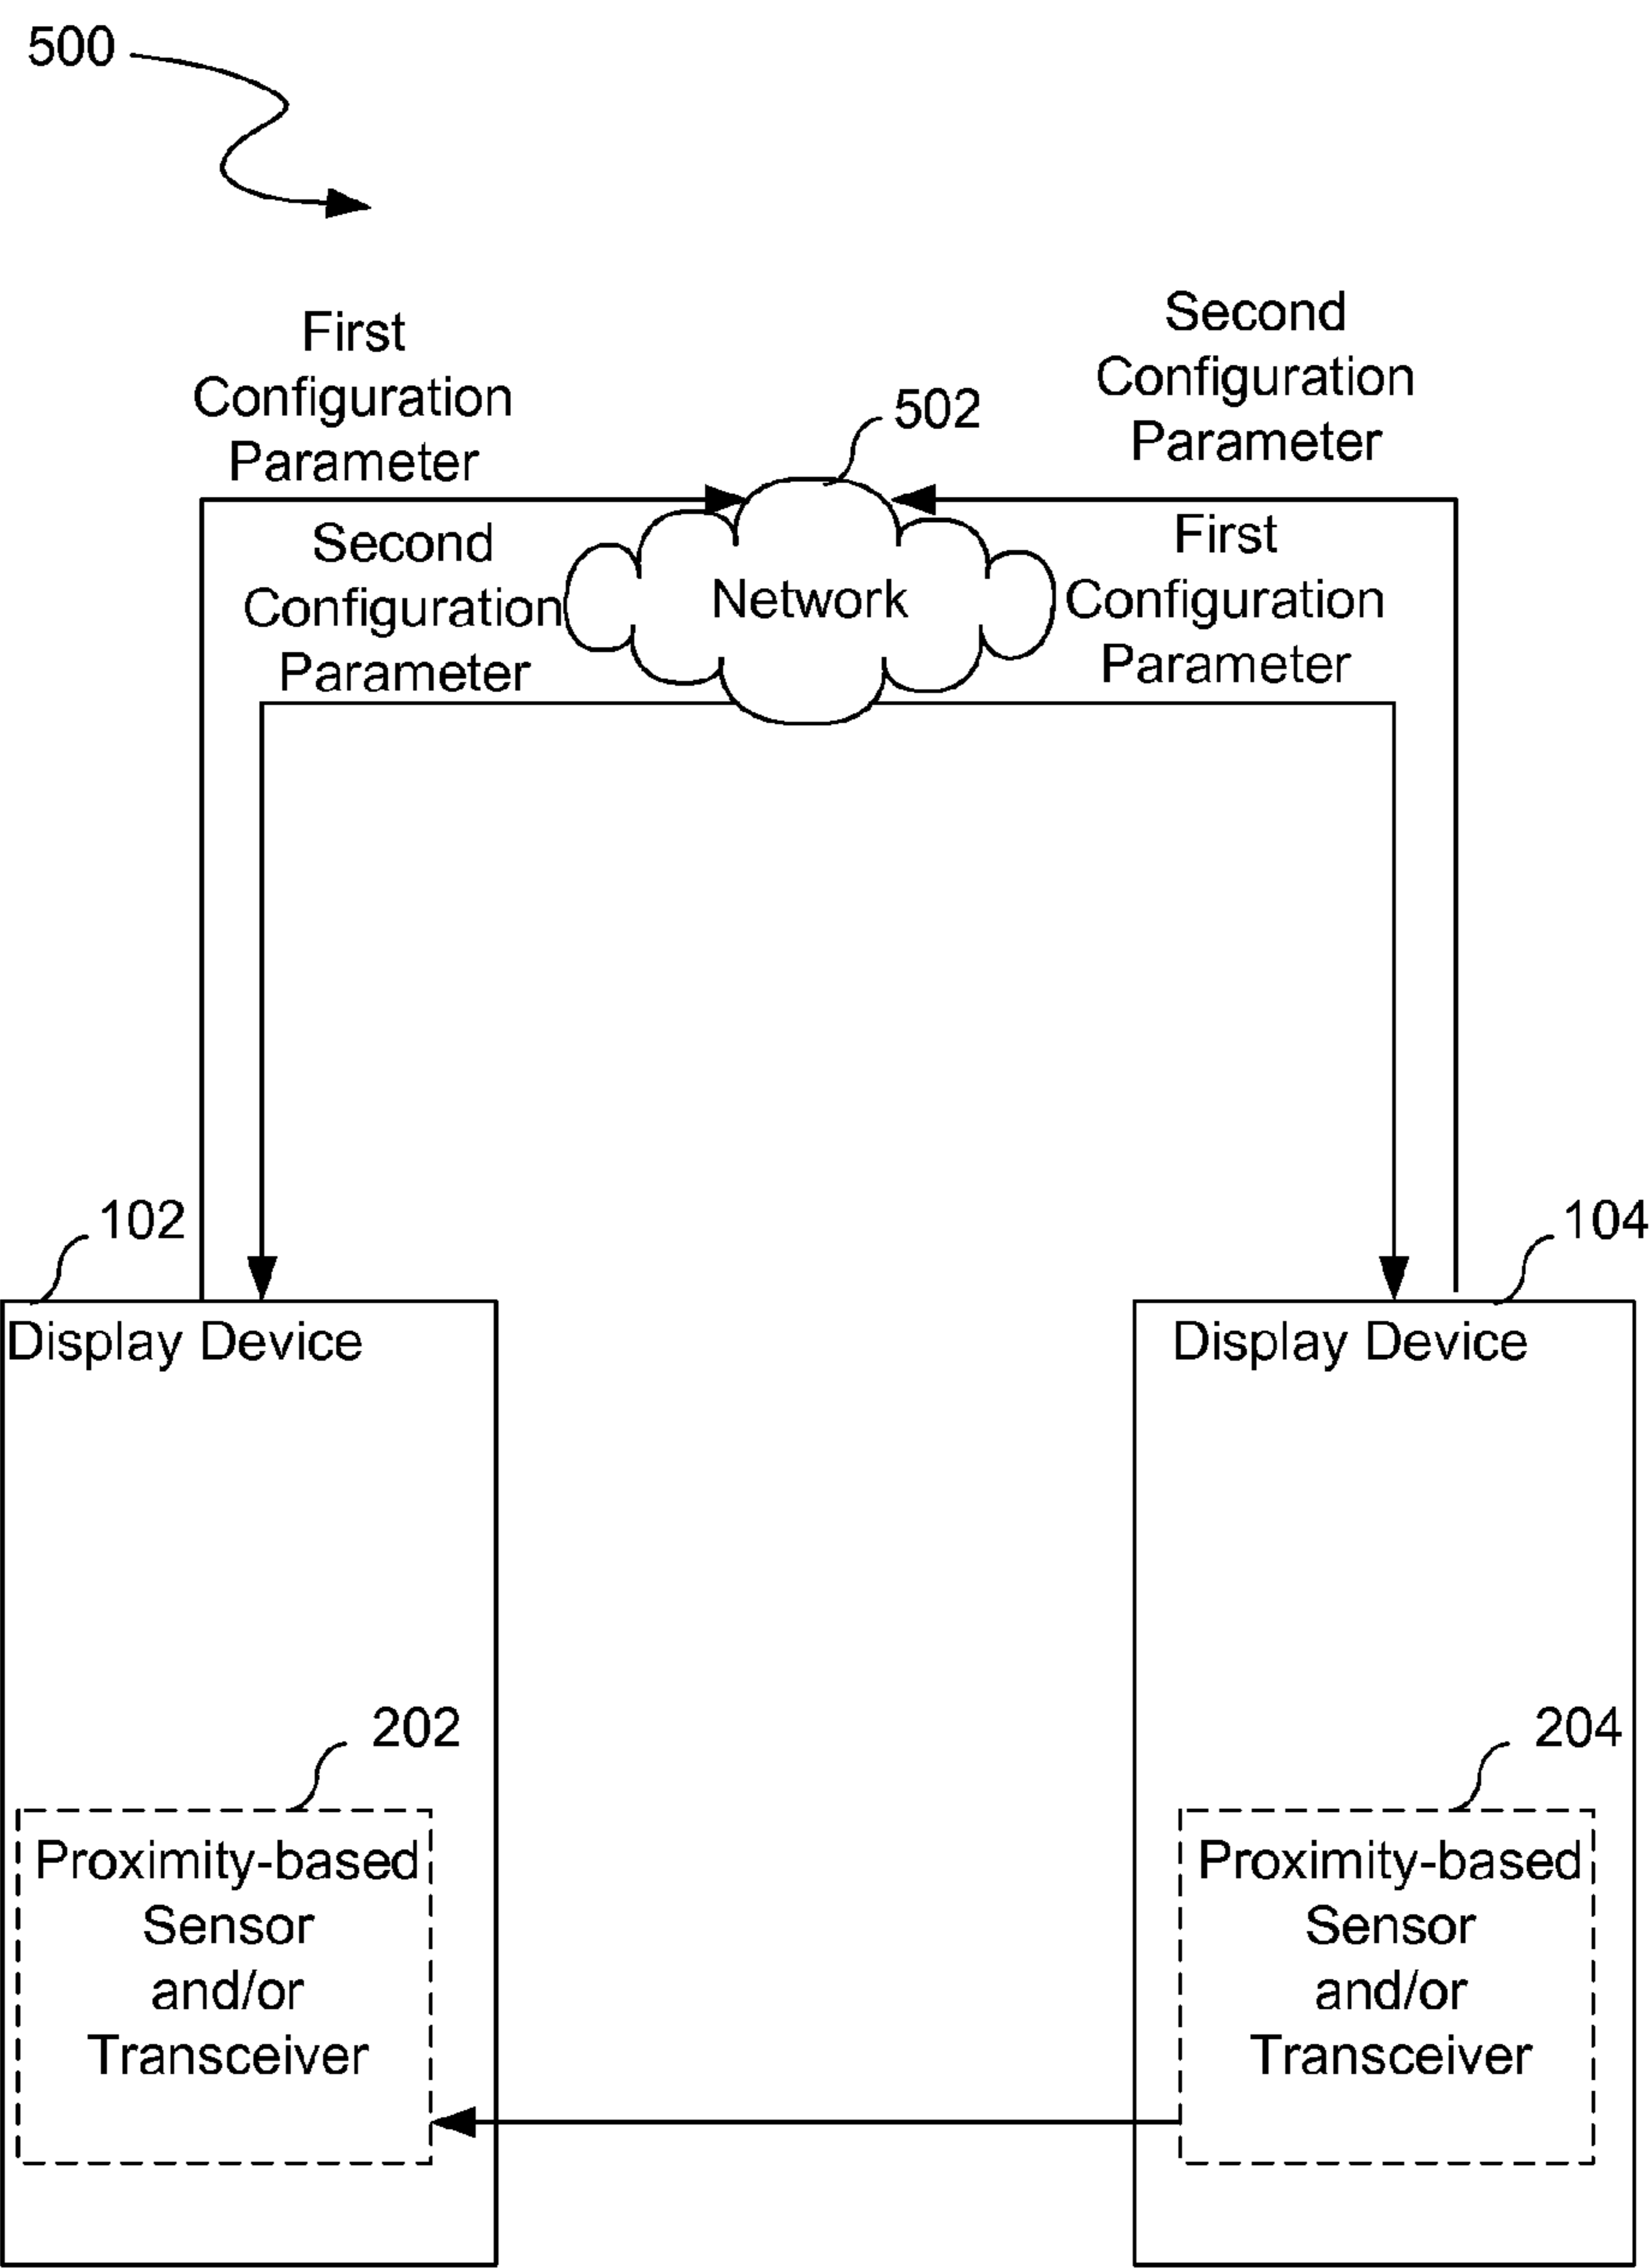 500
First
Configuration
Parameter
Second
Configuration
Parameter
502
Second
Configuration
Parameter
First
Configuration
Parameter
Network
102
Display Device
104
Display Device
202
Proximity-based
Sensor
and/or
Transceiver
204
Proximity-based
Sensor
and/or
Transceiver